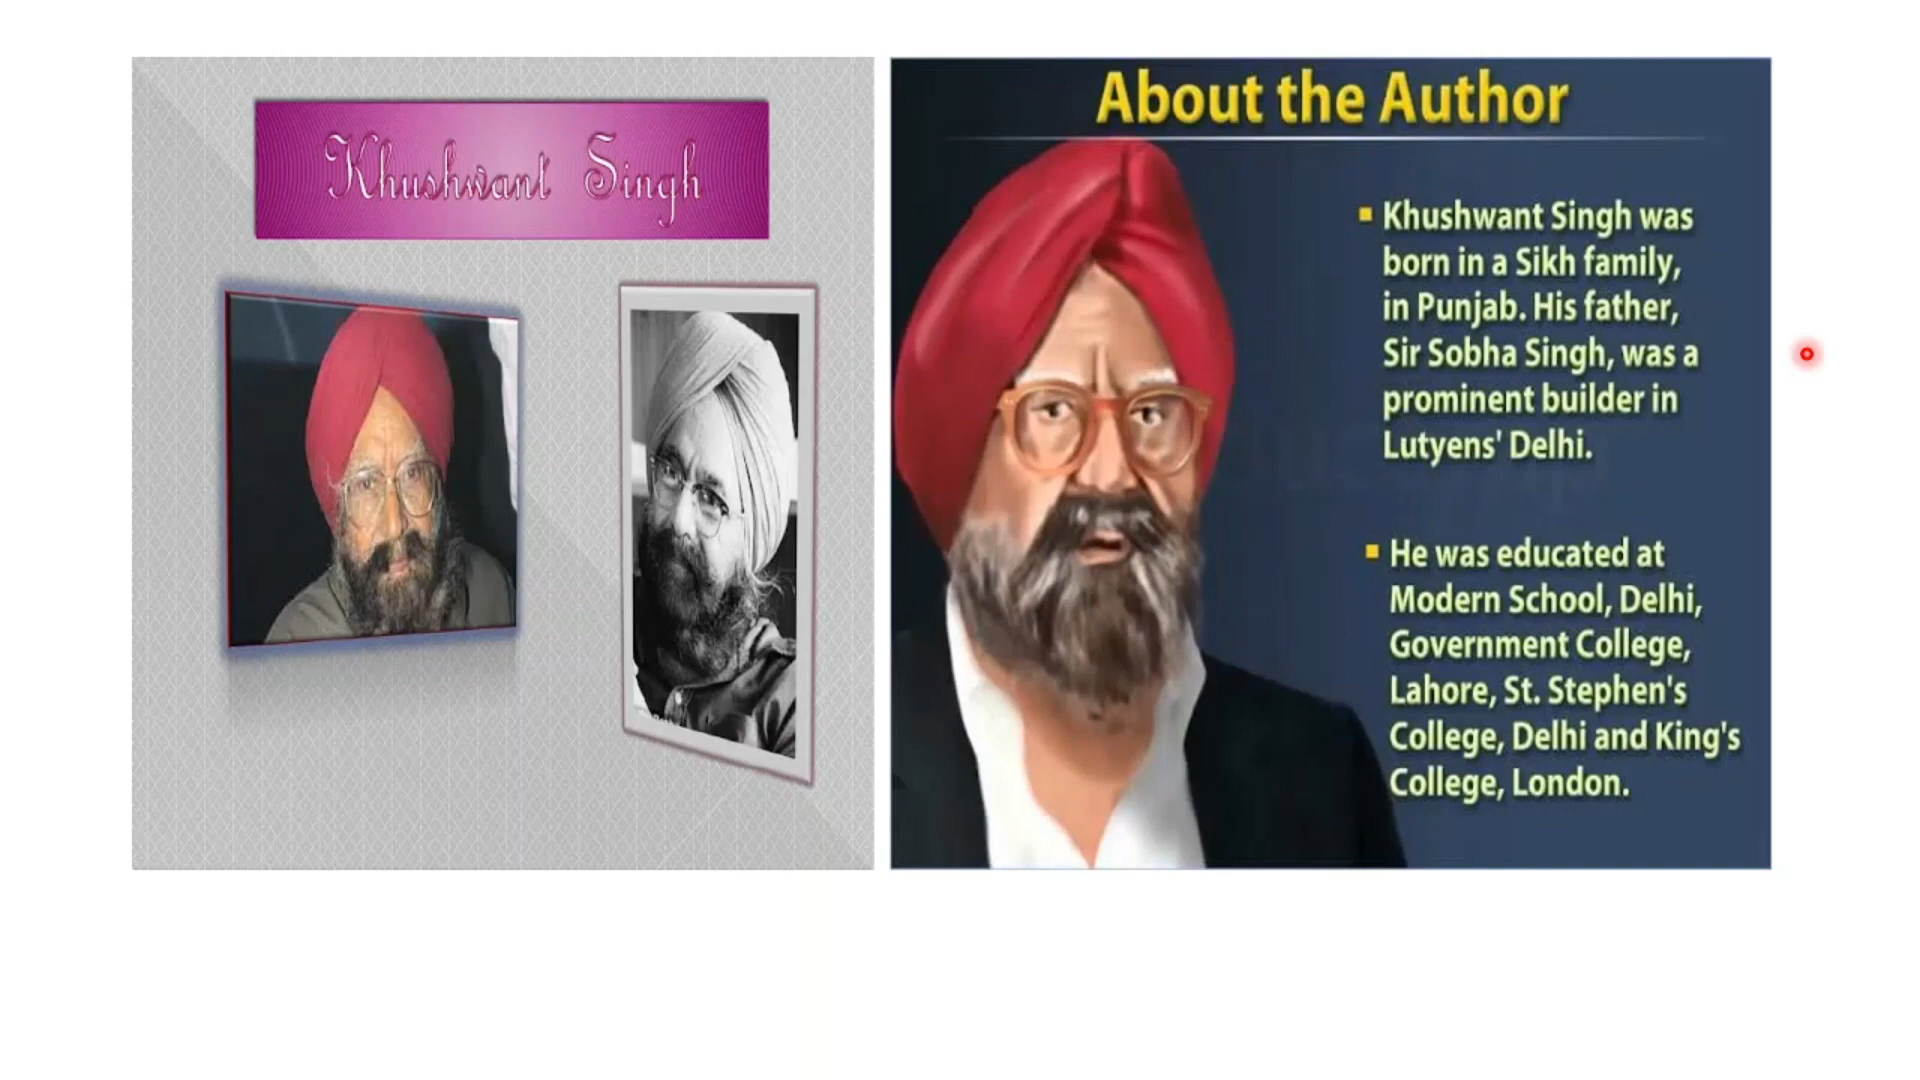 Khushwant Singh
About the Author
▪ Khushwant Singh was
born in a Sikh family,
in Punjab. His father,
Sir Sobha Singh, was a
prominent builder in
Lutyens' Delhi.
▪ He was educated at
Modern School, Delhi,
Government College,
Lahore, St. Stephen's
College, Delhi and King's
College, London.